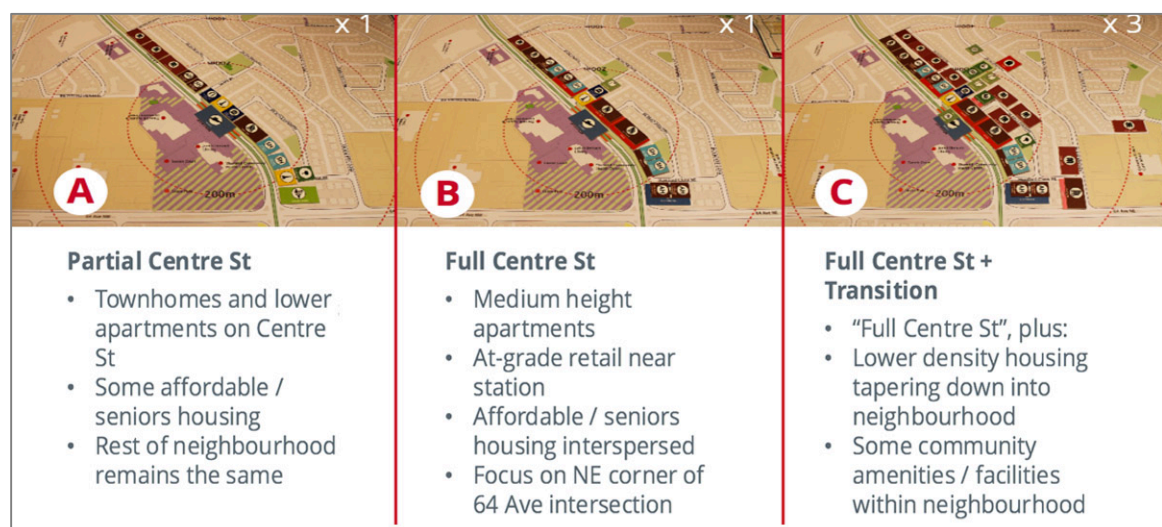 x 1
x 1
x 3
200m
200m
200m
A
B
C
Partial Centre St
• Townhomes and lower
apartments on Centre
St
• Some affordable /
seniors housing
• Rest of neighbourhood
remains the same
Full Centre St
• Medium height
apartments
• At-grade retail near
station
• Affordable / seniors
housing interspersed
• Focus on NE corner of
64 Ave intersection
Full Centre St +
Transition
• “Full Centre St”, plus:
• Lower density housing
tapering down into
neighbourhood
• Some community
amenities / facilities
within neighbourhood